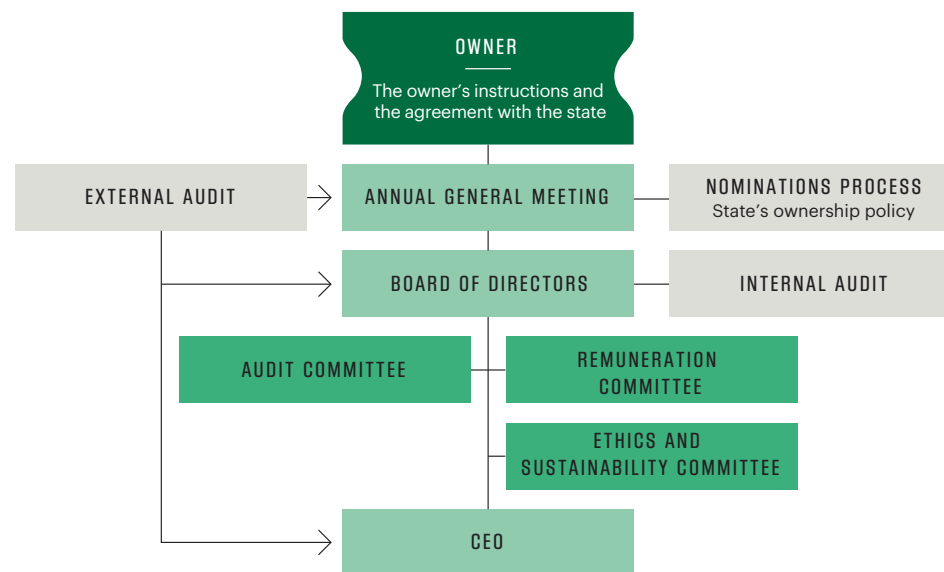 OWNER
The owner's instructions and
the agreement with the state
EXTERNAL AUDIT
ANNUAL GENERAL MEETING
NOMINATIONS PROCESS
State's ownership policy
BOARD OF DIRECTORS
INTERNAL AUDIT
AUDIT COMMITTEE
REMUNERATION
COMMITTEE
ETHICS AND
SUSTAINABILITY COMMITTEE
CEO